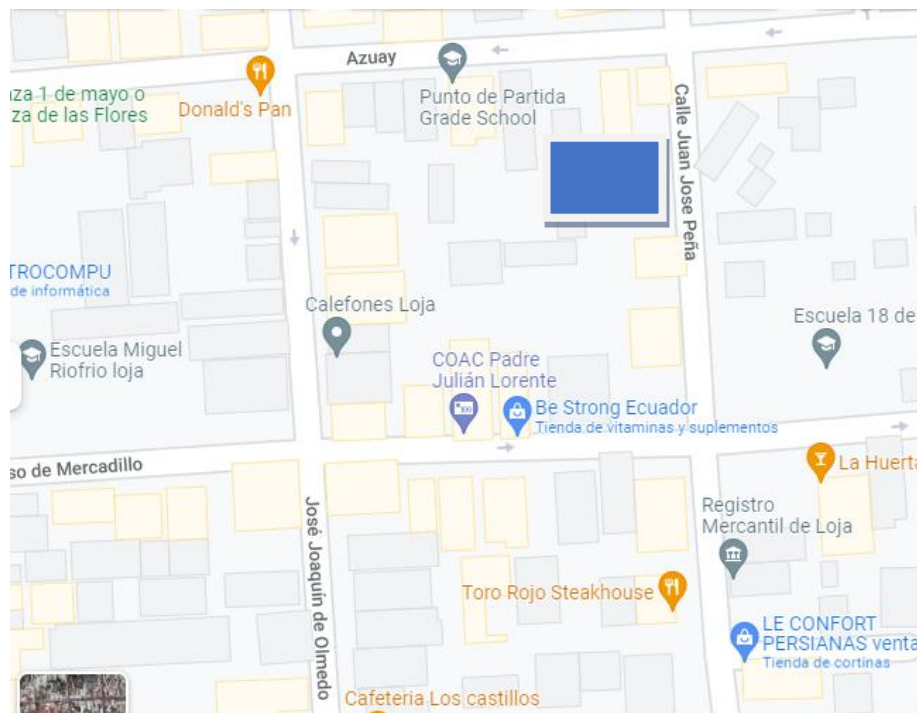 Azuay
aza 1 de mayo o
za de las Flores
Donald's Pan
Punto de Partida
Grade School
Calle Juan Jose Peña
TROCOMPU
de informática
Calefones Loja
Escuela 18 de
Escuela Miguel
Riofrio loja
COAC Padre
Julián Lorente
Be Strong Ecuador
Tienda de vitaminas y suplementos
so de Mercadillo
La Huerta
José Joaquín de Olmedo
Registro
Mercantil de Loja
Toro Rojo Steakhouse
LE CONFORT
PERSIANAS venta
Tienda de cortinas
Cafeteria Los castillos